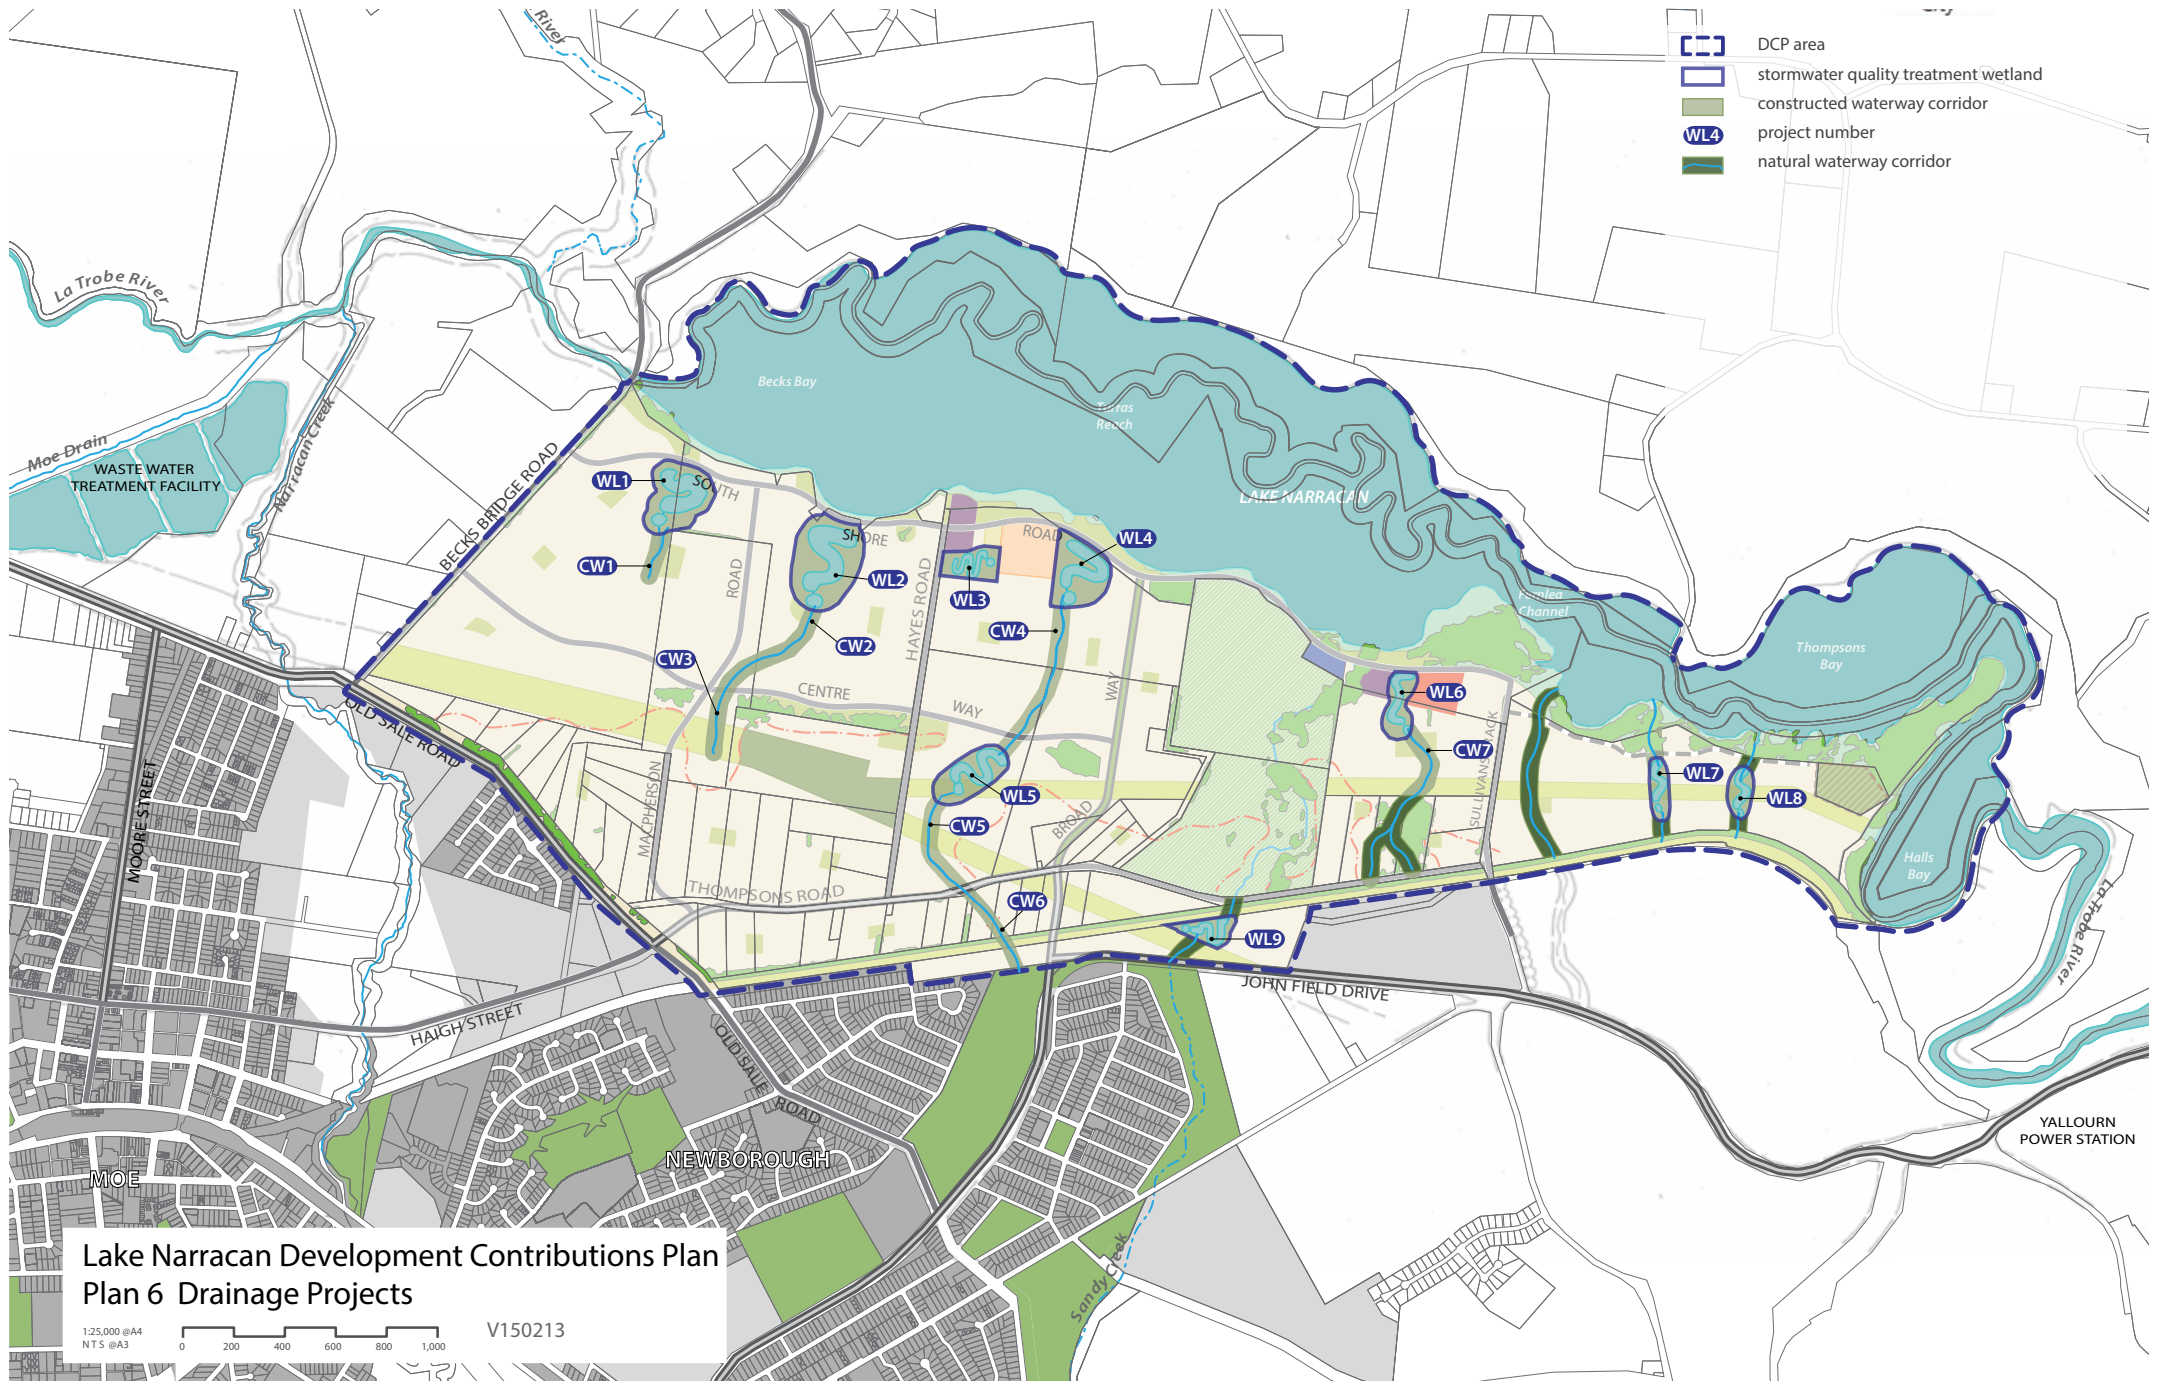 River
DCP area
stormwater quality treatment wetland
constructed waterway corridor
WL4
project number
natural waterway corridor
La Trobe River
Becks Bay
Turras
Reach
Moe Drain
Narracan Creek
WASTE WATER
TREATMENT FACILITY
BECKS BRIDGE ROAD
WL1
SOUTH
LAKE NARRACAN
SHORE
ROAD
WL4
CW1
ROAD
WL2
HAYES ROAD
WL3
Fernlea
Channel
CW4
CW2
CW3
Thompsons
Bay
CENTRE
WAY
WAY
WL6
OLD SALE ROAD
CW7
SULLIVANS TRACK
WL7
WL5
WL8
MOORE STREET
MACPHERSON
CW5
BROAD
Halls
Bay
THOMPSONS ROAD
CW6
WL9
La Trobe River
JOHN FIELD DRIVE
HAIGH STREET
OLD SALE
ROAD
YALLOURN
POWER STATION
MOE
NEWBOROUGH
Sandy Creek
Lake Narracan Development Contributions Plan
Plan 6 Drainage Projects
1:25,000 @A4
N T S @A3
0 200 400 600 800 1,000
V150213